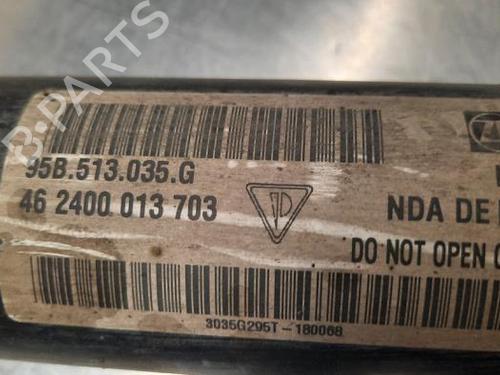 B-PARTS
95B.513.035.G
46 2400 013 703
NDA DE
DO NOT OPEN
3035G295T-180068